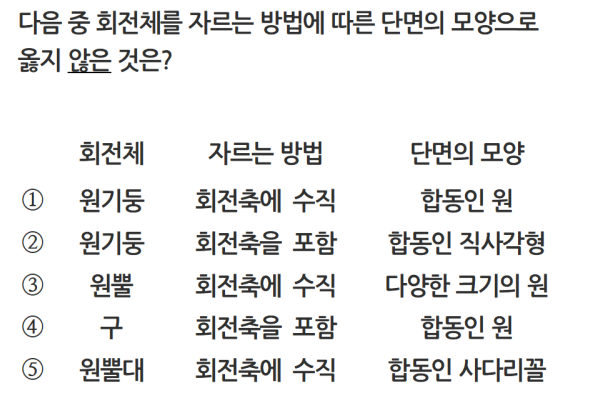 다음 중 회전체를 자르는 방법에 따른 단면의 모양으로
옳지 않은 것은?
회전체 자르는 방법 단면의 모양
① 원기둥 회전축에 수직 합동인 원
② 원기둥 회전축을 포함 합동인 직사각형
③ 원뿔 회전축에 수직 다양한 크기의 원
④ 구 회전축을 포함 합동인 원
⑤ 원뿔대 회전축에 수직 합동인 사다리꼴